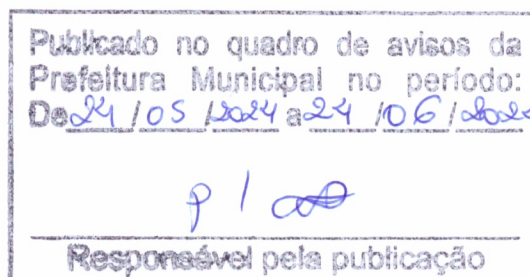 Publicado no quadro de avisos da
Prefeitura Municipal no período:
De 24 / 05 / 2024 a 24 / 06 / 2024
p /
Responsável pela publicação